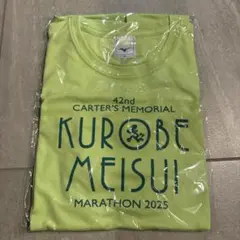 42nd
CARTER'S MEMORIAL
KUROBE
MEISUI
MARATHON 2025